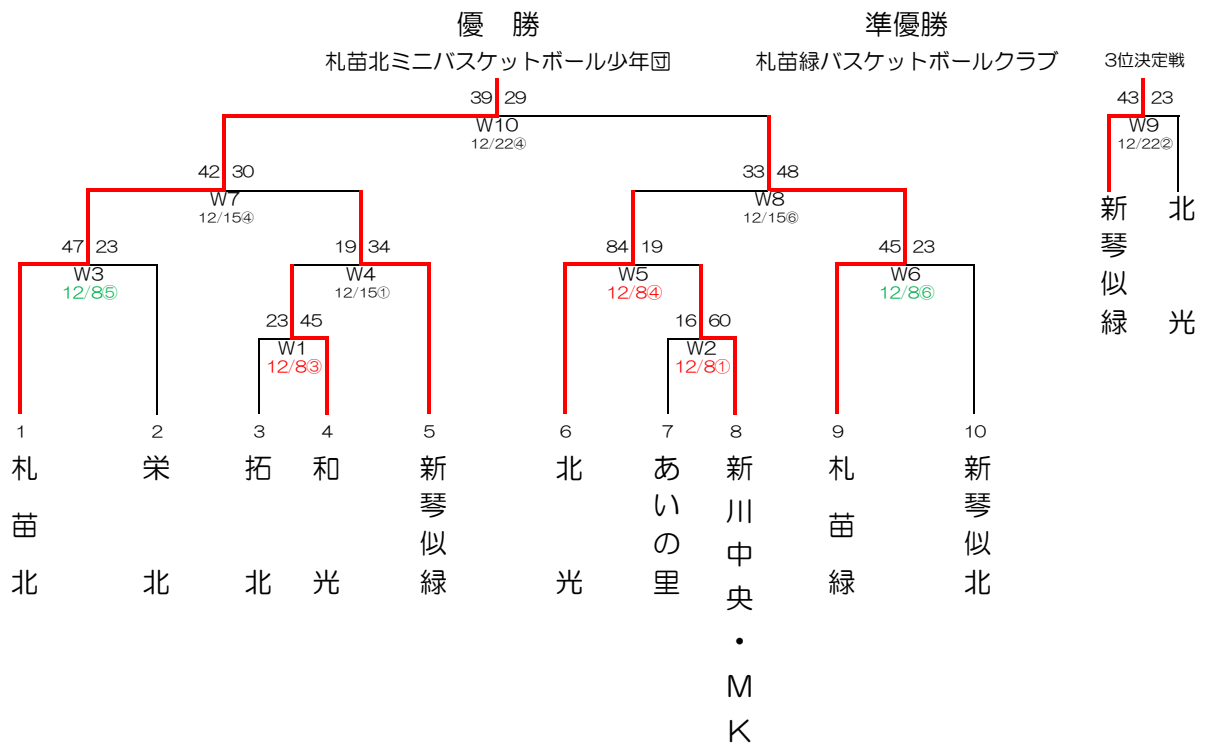 優　勝
準優勝
札苗北ミニバスケットボール少年団
札苗緑バスケットボールクラブ
3位決定戦
39 29
W10
12/22④
43 23
W9
12/22②
新琴似緑
北光
42 30
W7
12/15④
33 48
W8
12/15⑥
47 23
W3
12/8⑤
19 34
W4
12/15①
84 19
W5
12/8④
45 23
W6
12/8⑥
23 45
W1
12/8③
16 60
W2
12/8①
1 2 3 4 5 6 7 8 9 10
札苗北
栄北
拓北
和光
新琴似緑
北光
あいの里
新川中央・MK
札苗緑
新琴似北